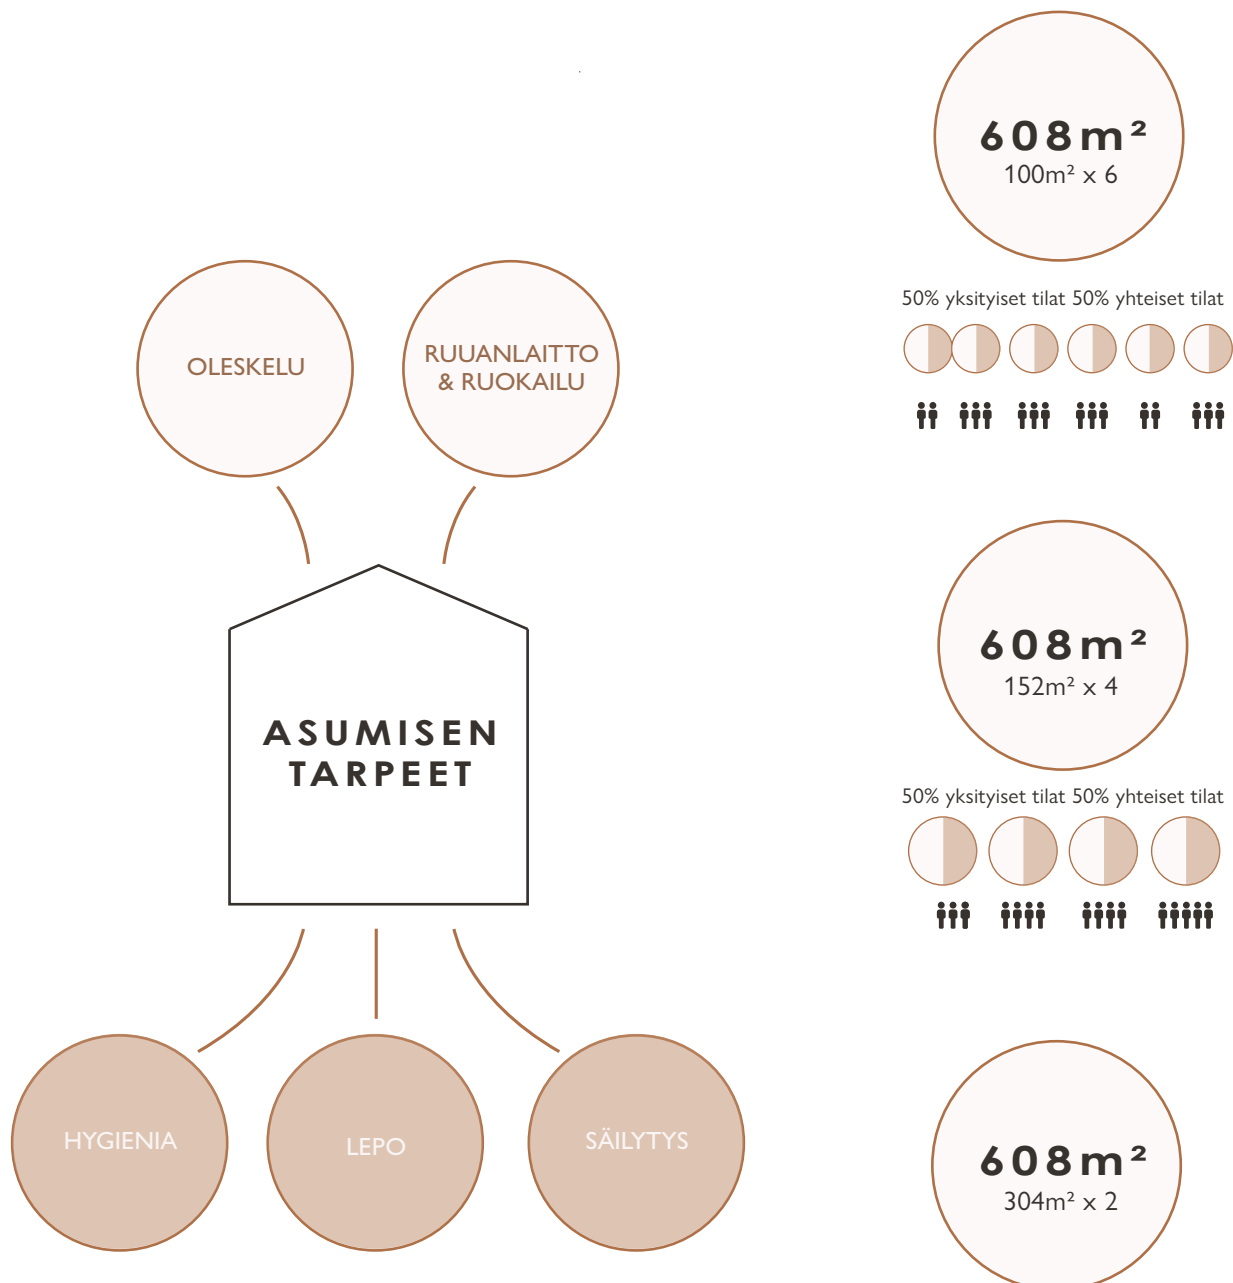 OLESKELU
RUUANLAITTO
& RUOKAILU
ASUMISEN
TARPEET
HYGIENIA
LEPO
SÄILYTYS
608m²
100m² x 6
50% yksityiset tilat 50% yhteiset tilat
608m²
152m² x 4
50% yksityiset tilat 50% yhteiset tilat
608m²
304m² x 2